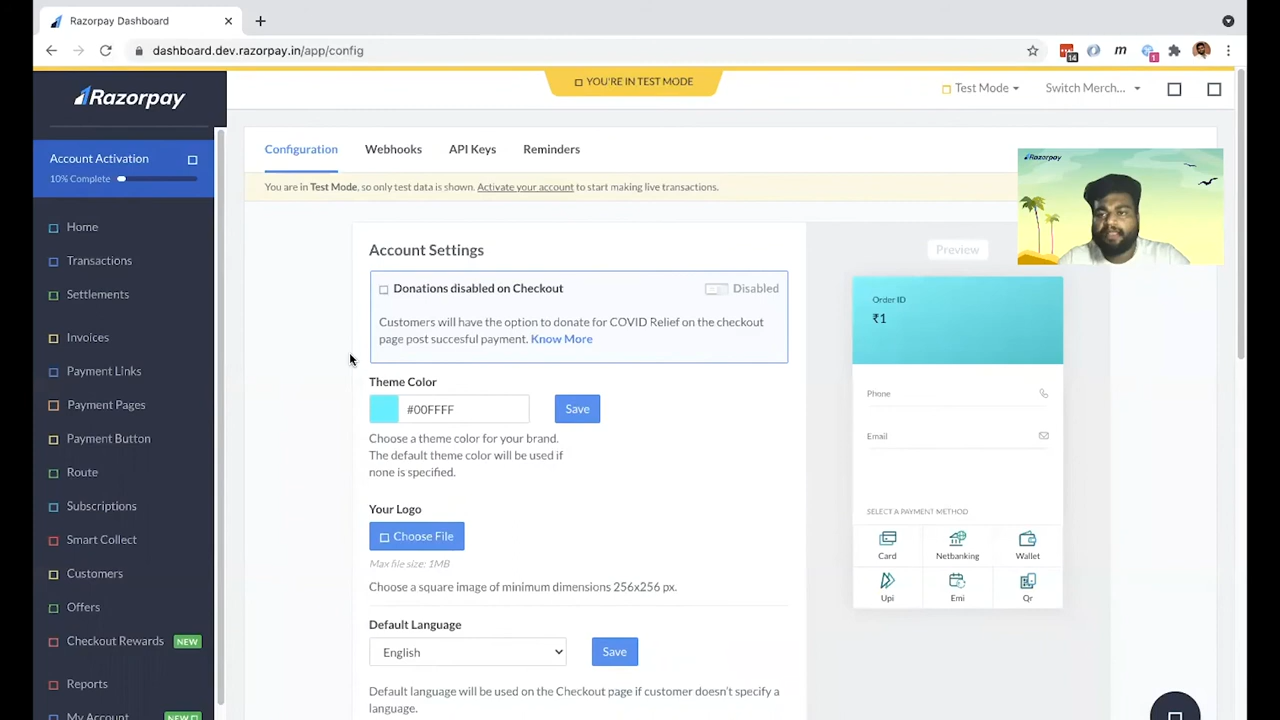 Razorpay Dashboard
dashboard.dev.razorpay.in/app/config
14
m
1
Razorpay
YOU'RE IN TEST MODE
Test Mode
Switch Merch...
Account Activation
10% Complete
Home
Transactions
Settlements
Invoices
Payment Links
Payment Pages
Payment Button
Route
Subscriptions
Smart Collect
Customers
Offers
Checkout Rewards NEW
Reports
My Account NEW
Configuration
Webhooks
API Keys
Reminders
You are in Test Mode, so only test data is shown. Activate your account to start making live transactions.
Account Settings
Donations disabled on Checkout
Disabled
Customers will have the option to donate for COVID Relief on the checkout
page post succesful payment. Know More
Theme Color
#00FFFF
Save
Choose a theme color for your brand.
The default theme color will be used if
none is specified.
Your Logo
Choose File
Max file size: 1MB
Choose a square image of minimum dimensions 256x256 px.
Default Language
English
Save
Default language will be used on the Checkout page if customer doesn't specify a
language.
Preview
Order ID
₹1
Phone
Email
SELECT A PAYMENT METHOD
Card
Netbanking
Wallet
Upi
Emi
Qr
Razorpay